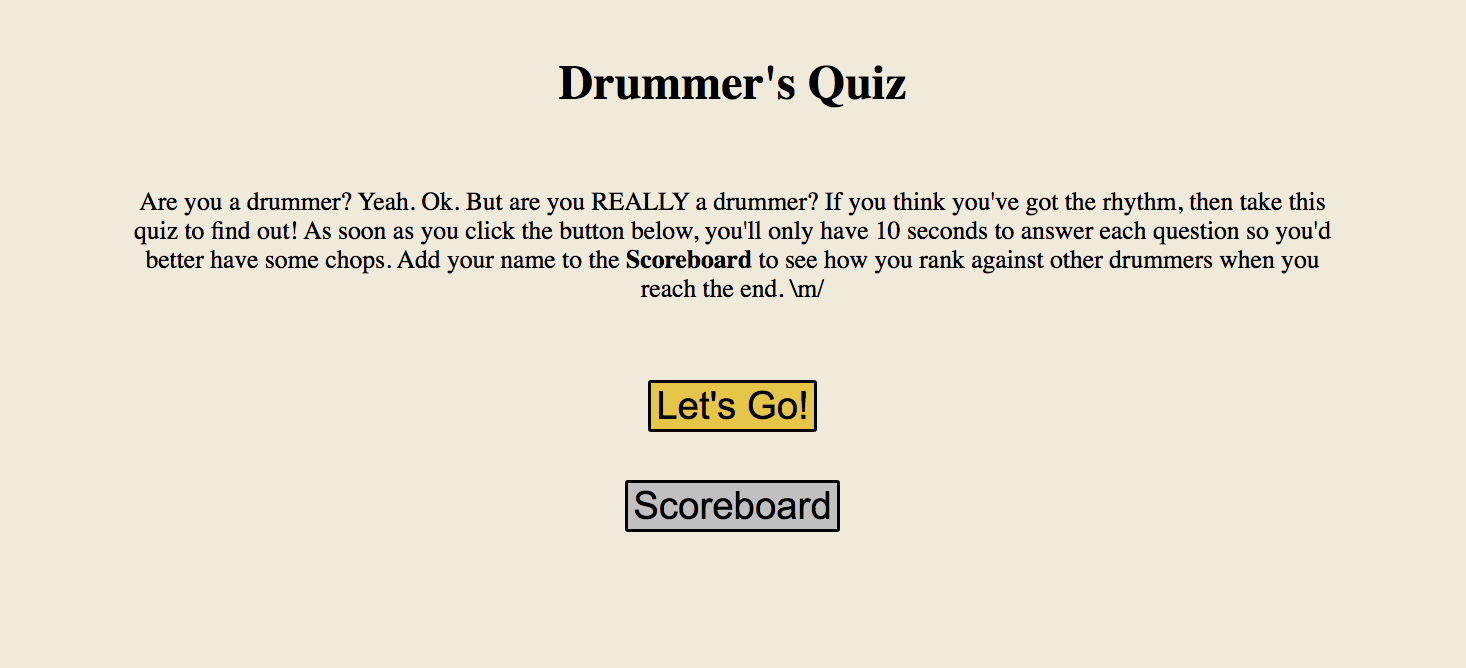 Drummer's Quiz
Are you a drummer? Yeah. Ok. But are you REALLY a drummer? If you think you've got the rhythm, then take this
quiz to find out! As soon as you click the button below, you'll only have 10 seconds to answer each question so you'd
better have some chops. Add your name to the Scoreboard to see how you rank against other drummers when you
reach the end. \m/
Let's Go!
Scoreboard